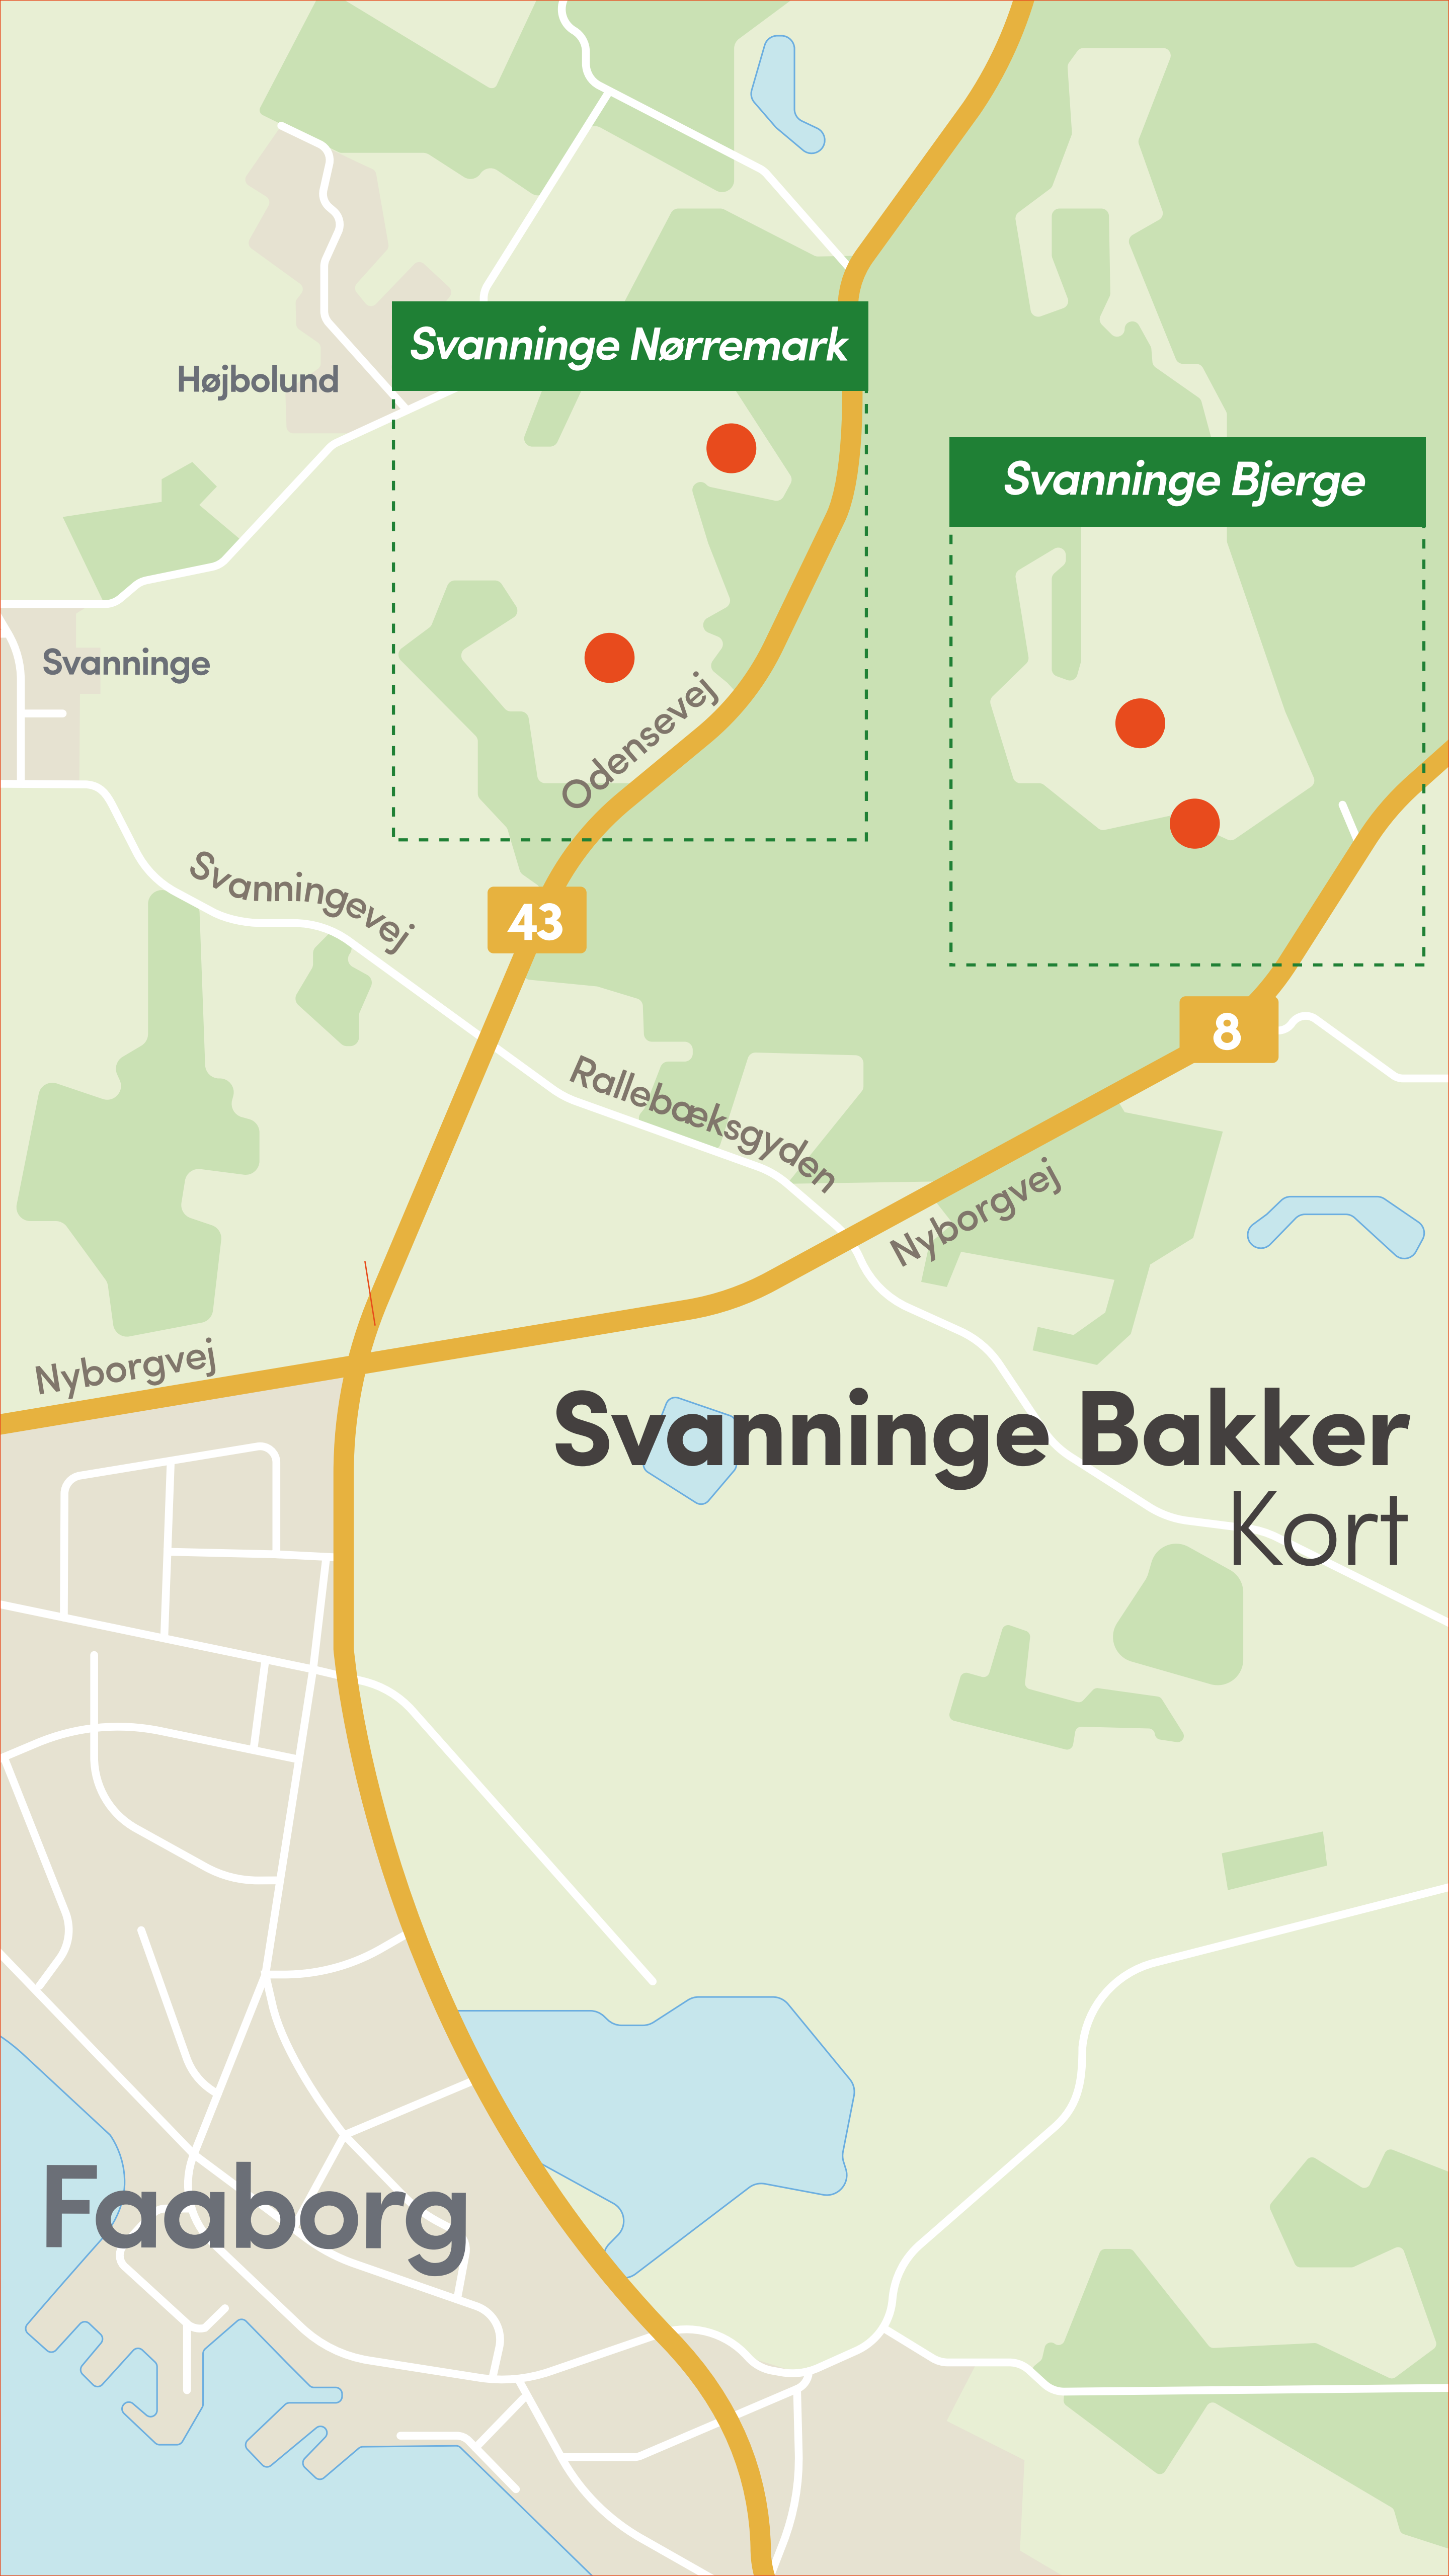 Svanninge Nørremark
Højbolund
Svanninge Bjerge
Svanninge
Odensevej
Svanningevej
43
8
Rallebæksgyden
Nyborgvej
Nyborgvej
Svanninge Bakker
Kort
Faaborg